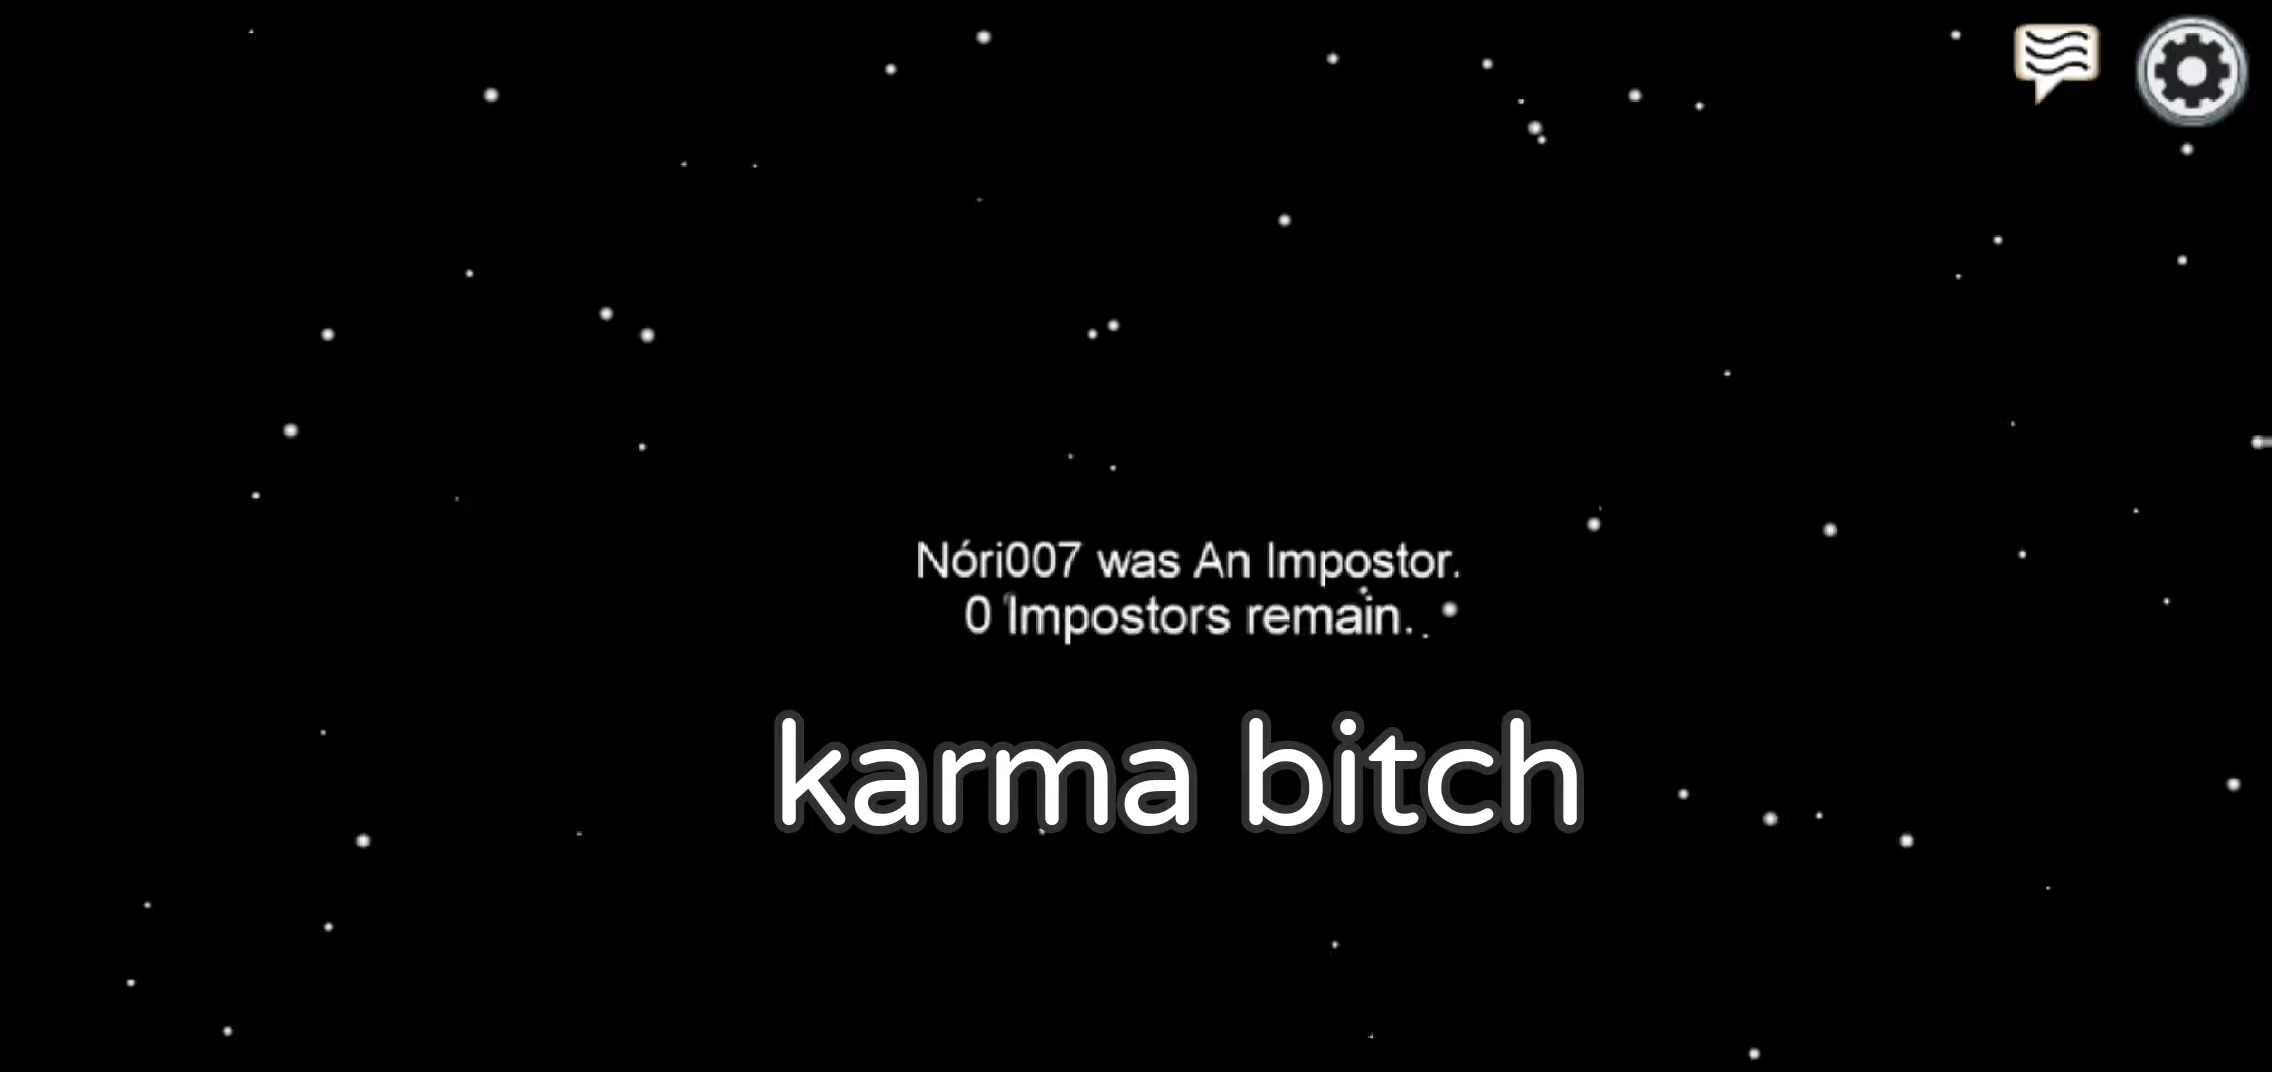 Nóri007 was An Impostor.
0 Impostors remain.
karma bitch